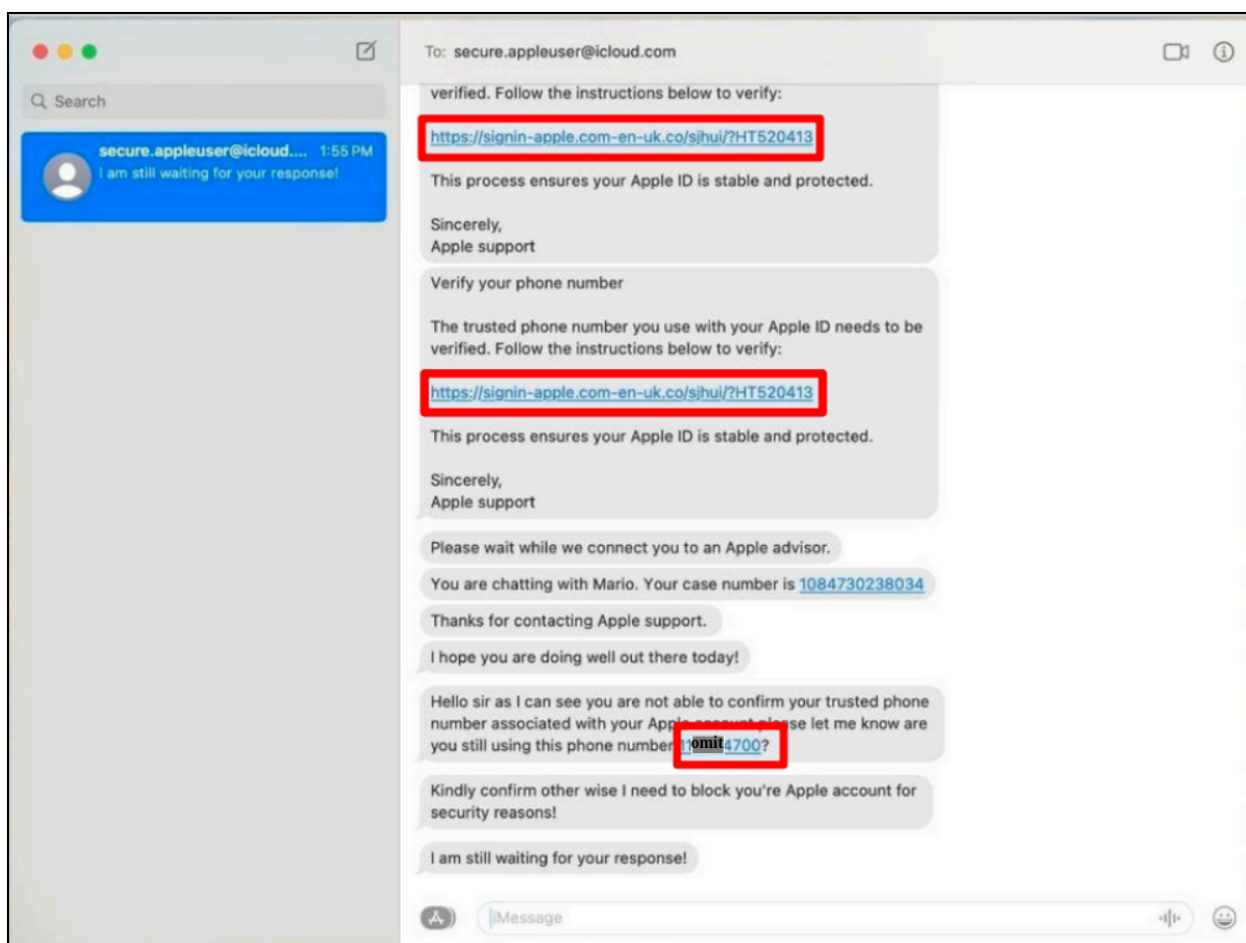 To: secure.appleuser@icloud.com
Search
secure.appleuser@icloud.... 1:55 PM
I am still waiting for your response!
verified. Follow the instructions below to verify:
https://signin-apple.com-en-uk.co/sjhui/?HT520413
This process ensures your Apple ID is stable and protected.
Sincerely,
Apple support
Verify your phone number
The trusted phone number you use with your Apple ID needs to be
verified. Follow the instructions below to verify:
https://signin-apple.com-en-uk.co/sjhui/?HT520413
This process ensures your Apple ID is stable and protected.
Sincerely,
Apple support
Please wait while we connect you to an Apple advisor.
You are chatting with Mario. Your case number is 1084730238034
Thanks for contacting Apple support.
I hope you are doing well out there today!
Hello sir as I can see you are not able to confirm your trusted phone
number associated with your Apple account please let me know are
you still using this phone number 11omit4700?
Kindly confirm other wise I need to block you're Apple account for
security reasons!
I am still waiting for your response!
iMessage